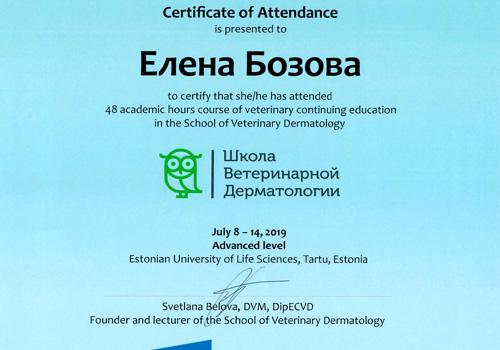 Certificate of Attendance
is presented to
Елена Бозова
to certify that she/he has attended
48 academic hours course of veterinary continuing education
in the School of Veterinary Dermatology
Школа
Ветеринарной
Дерматологии
July 8 – 14, 2019
Advanced level
Estonian University of Life Sciences, Tartu, Estonia
Svetlana Belova, DVM, DipECVD
Founder and lecturer of the School of Veterinary Dermatology